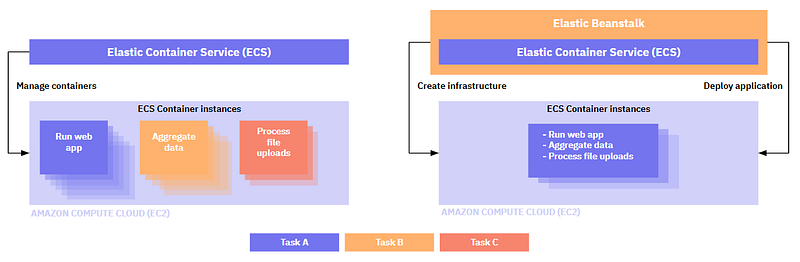 Elastic Container Service (ECS)
Manage containers
ECS Container instances
Run web
app
Aggregate
data
Process
file
uploads
AMAZON COMPUTE CLOUD (EC2)
Elastic Beanstalk
Elastic Container Service (ECS)
Create infrastructure
Deploy application
ECS Container instances
- Run web app
- Aggregate data
- Process file uploads
AMAZON COMPUTE CLOUD (EC2)
Task A
Task B
Task C